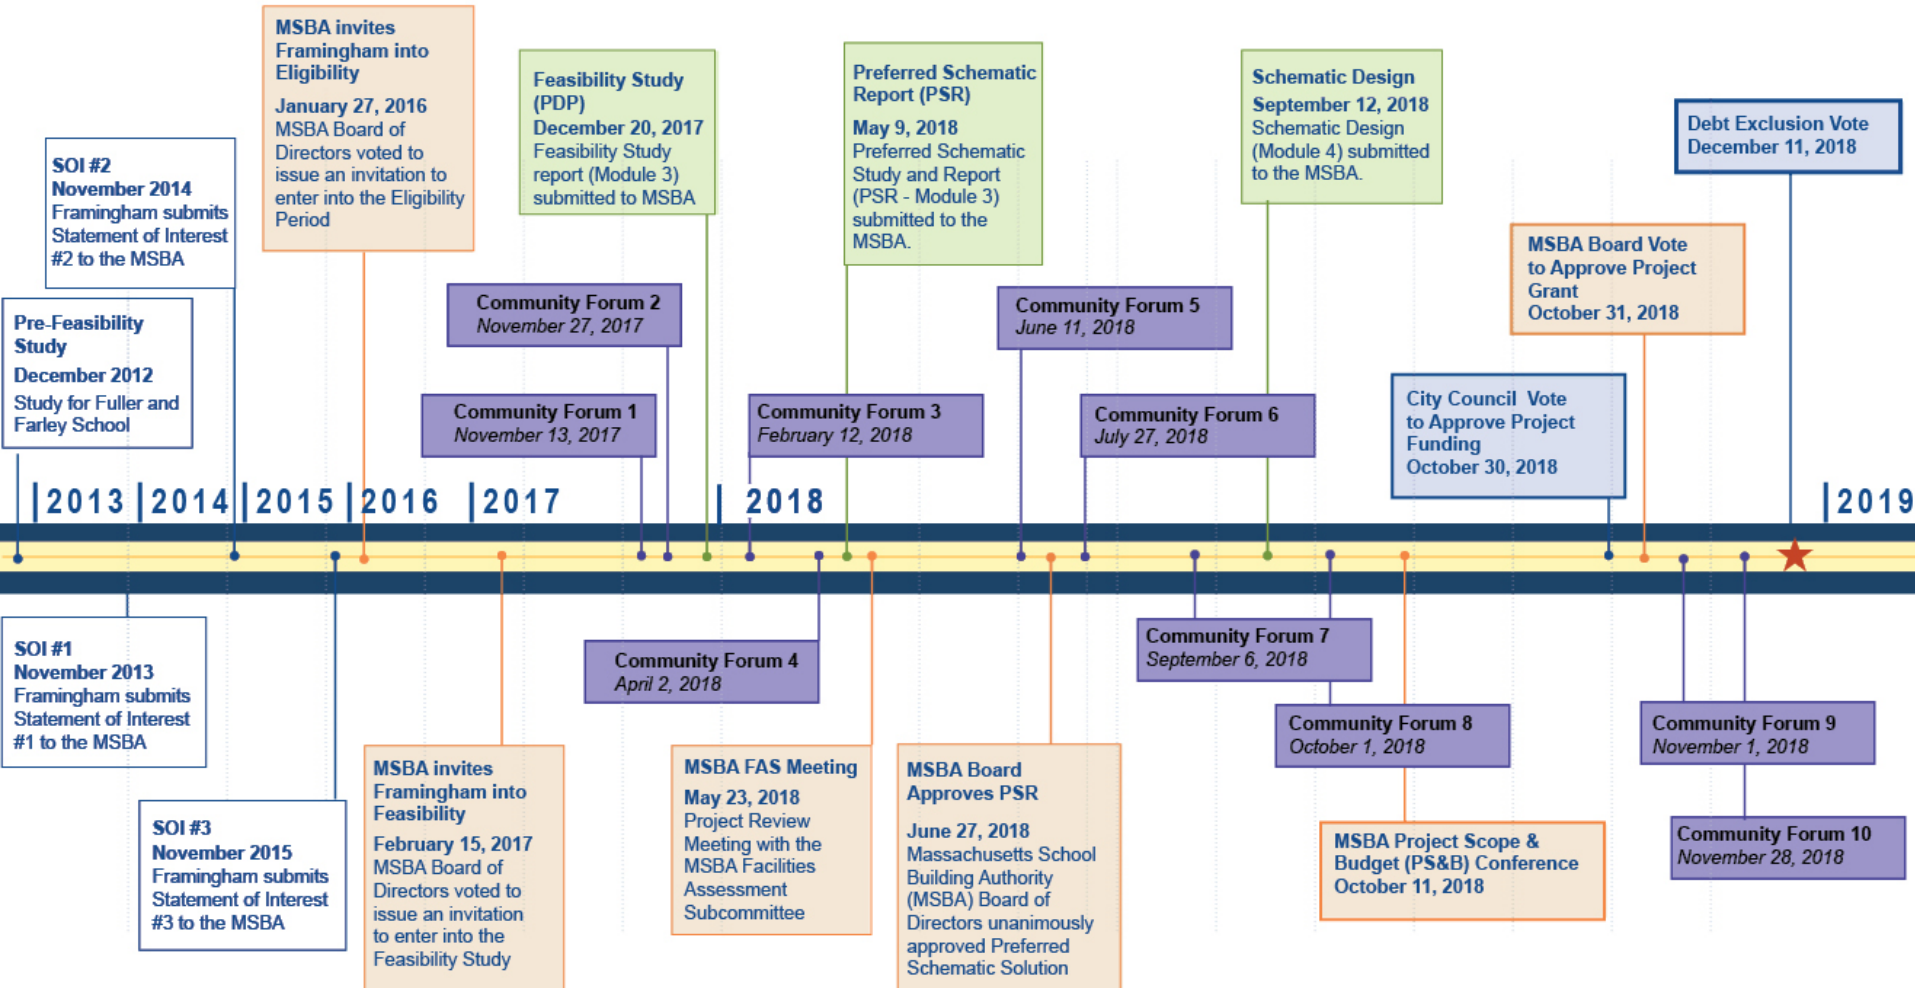 MSBA invites
Framingham into
Eligibility
January 27, 2016
MSBA Board of
Directors voted to
issue an invitation to
enter into the Eligibility
Period
Feasibility Study
(PDP)
December 20, 2017
Feasibility Study
report (Module 3)
submitted to MSBA
Preferred Schematic
Report (PSR)
May 9, 2018
Preferred Schematic
Study and Report
(PSR - Module 3)
submitted to the
MSBA.
Schematic Design
September 12, 2018
Schematic Design
(Module 4) submitted
to the MSBA.
Debt Exclusion Vote
December 11, 2018
SOI #2
November 2014
Framingham submits
Statement of Interest
#2 to the MSBA
MSBA Board Vote
to Approve Project
Grant
October 31, 2018
Pre-Feasibility
Study
December 2012
Study for Fuller and
Farley School
Community Forum 2
November 27, 2017
Community Forum 5
June 11, 2018
Community Forum 1
November 13, 2017
Community Forum 3
February 12, 2018
Community Forum 6
July 27, 2018
City Council Vote
to Approve Project
Funding
October 30, 2018
2013
2014
2015
2016
2017
2018
2019
SOI #1
November 2013
Framingham submits
Statement of Interest
#1 to the MSBA
Community Forum 4
April 2, 2018
Community Forum 7
September 6, 2018
Community Forum 8
October 1, 2018
Community Forum 9
November 1, 2018
SOI #3
November 2015
Framingham submits
Statement of Interest
#3 to the MSBA
MSBA invites
Framingham into
Feasibility
February 15, 2017
MSBA Board of
Directors voted to
issue an invitation
to enter into the
Feasibility Study
MSBA FAS Meeting
May 23, 2018
Project Review
Meeting with the
MSBA Facilities
Assessment
Subcommittee
MSBA Board
Approves PSR
June 27, 2018
Massachusetts School
Building Authority
(MSBA) Board of
Directors unanimously
approved Preferred
Schematic Solution
MSBA Project Scope &
Budget (PS&B) Conference
October 11, 2018
Community Forum 10
November 28, 2018